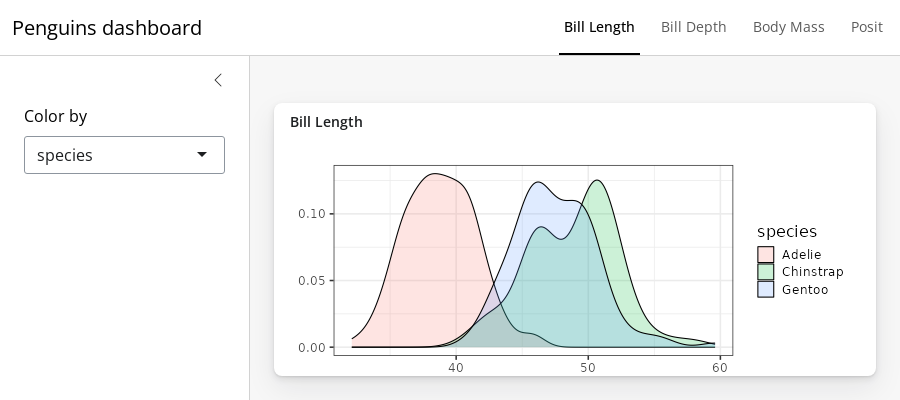 Penguins dashboard
Bill Length Bill Depth Body Mass Posit
Color by
species
Bill Length
species
Adelie
Chinstrap
Gentoo
0.10
0.05
0.00
40 50 60